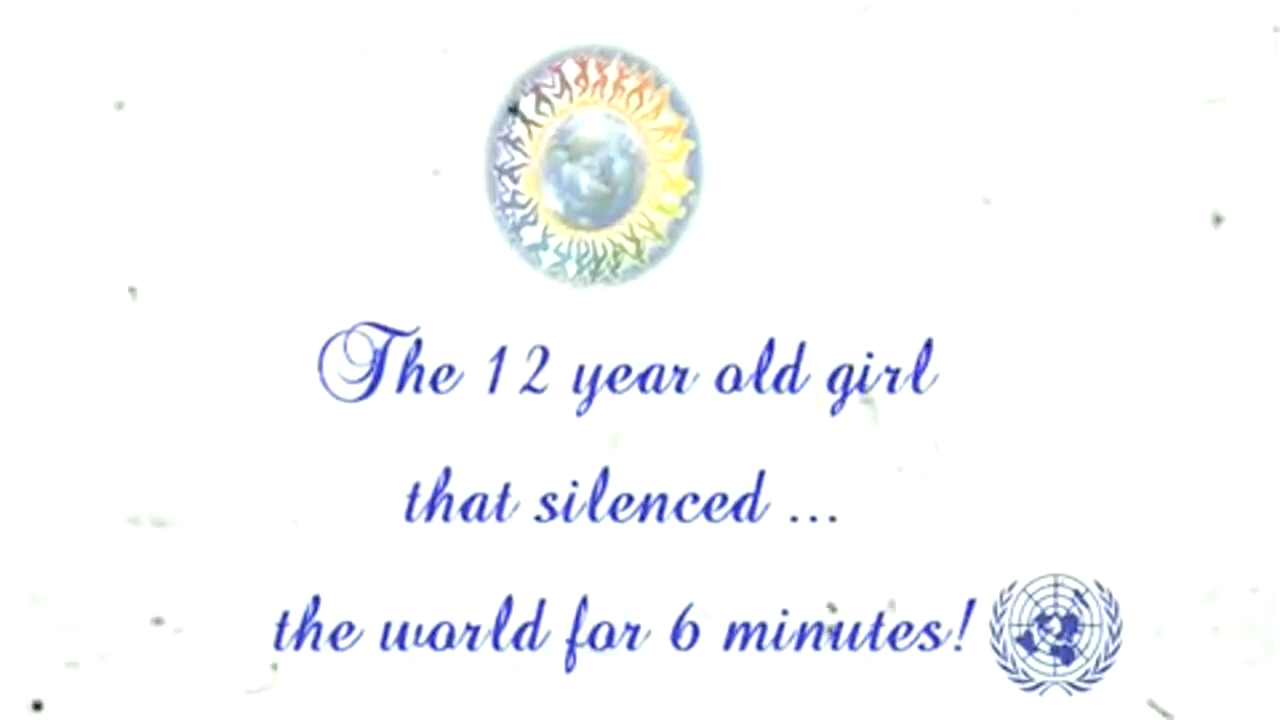 The 12 year old girl
that silenced ...
the world for 6 minutes!